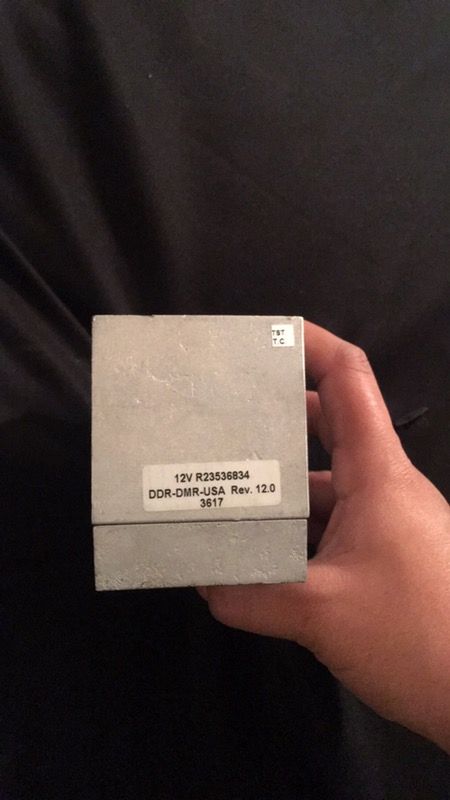 TST
T.C
12V R23536834
DDR-DMR-USA Rev. 12.0
3617